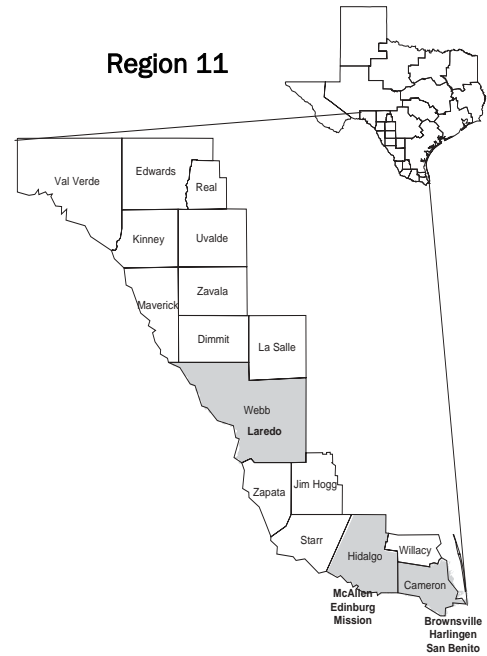 Region 11
Val Verde
Edwards
Real
Kinney
Uvalde
Maverick
Zavala
Dimmit
La Salle
Webb
Laredo
Zapata
Jim Hogg
Starr
Hidalgo
Willacy
Cameron
McAllen
Edinburg
Mission
Brownsville
Harlingen
San Benito